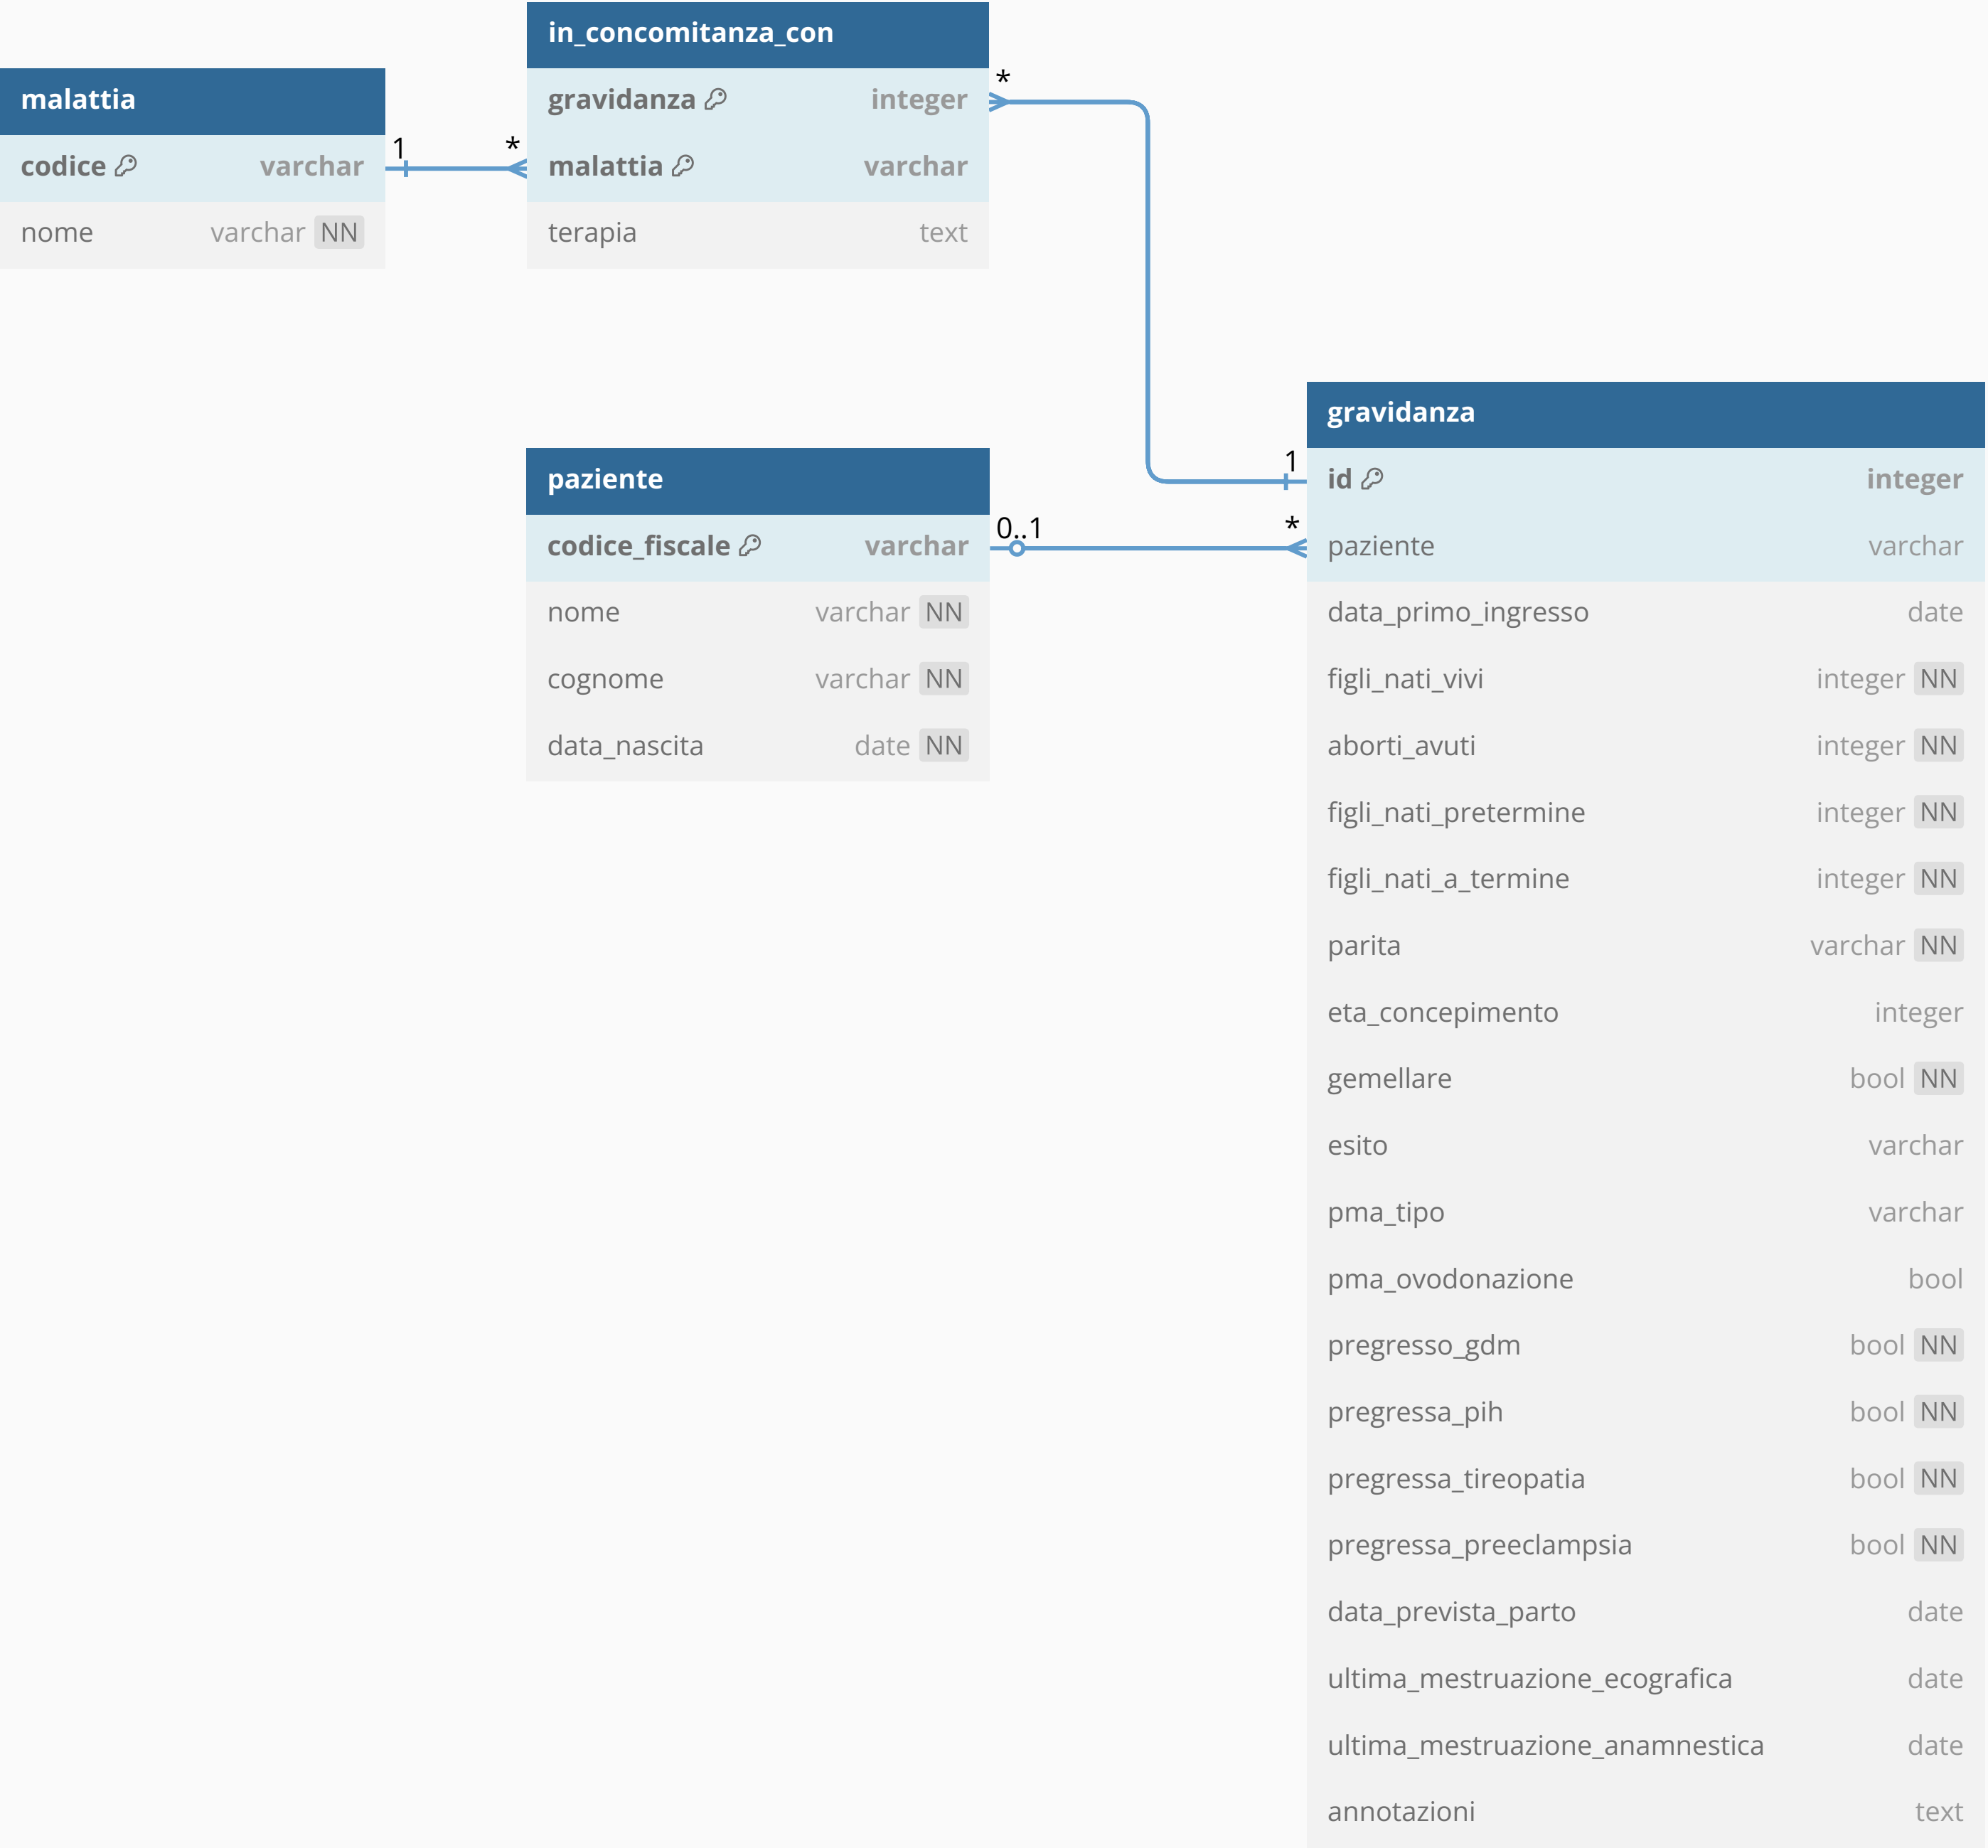 in_concomitanza_con
gravidanza integer
malattia varchar
terapia text
malattia
codice varchar
nome varchar NN
1 *
*
1
paziente
codice_fiscale varchar
nome varchar NN
cognome varchar NN
data_nascita date NN
0..1 *
gravidanza
id integer
paziente varchar
data_primo_ingresso date
figli_nati_vivi integer NN
aborti_avuti integer NN
figli_nati_pretermine integer NN
figli_nati_a_termine integer NN
parita varchar NN
eta_concepimento integer
gemellare bool NN
esito varchar
pma_tipo varchar
pma_ovodonazione bool
pregresso_gdm bool NN
pregressa_pih bool NN
pregressa_tireopatia bool NN
pregressa_preeclampsia bool NN
data_prevista_parto date
ultima_mestruazione_ecografica date
ultima_mestruazione_anamnestica date
annotazioni text